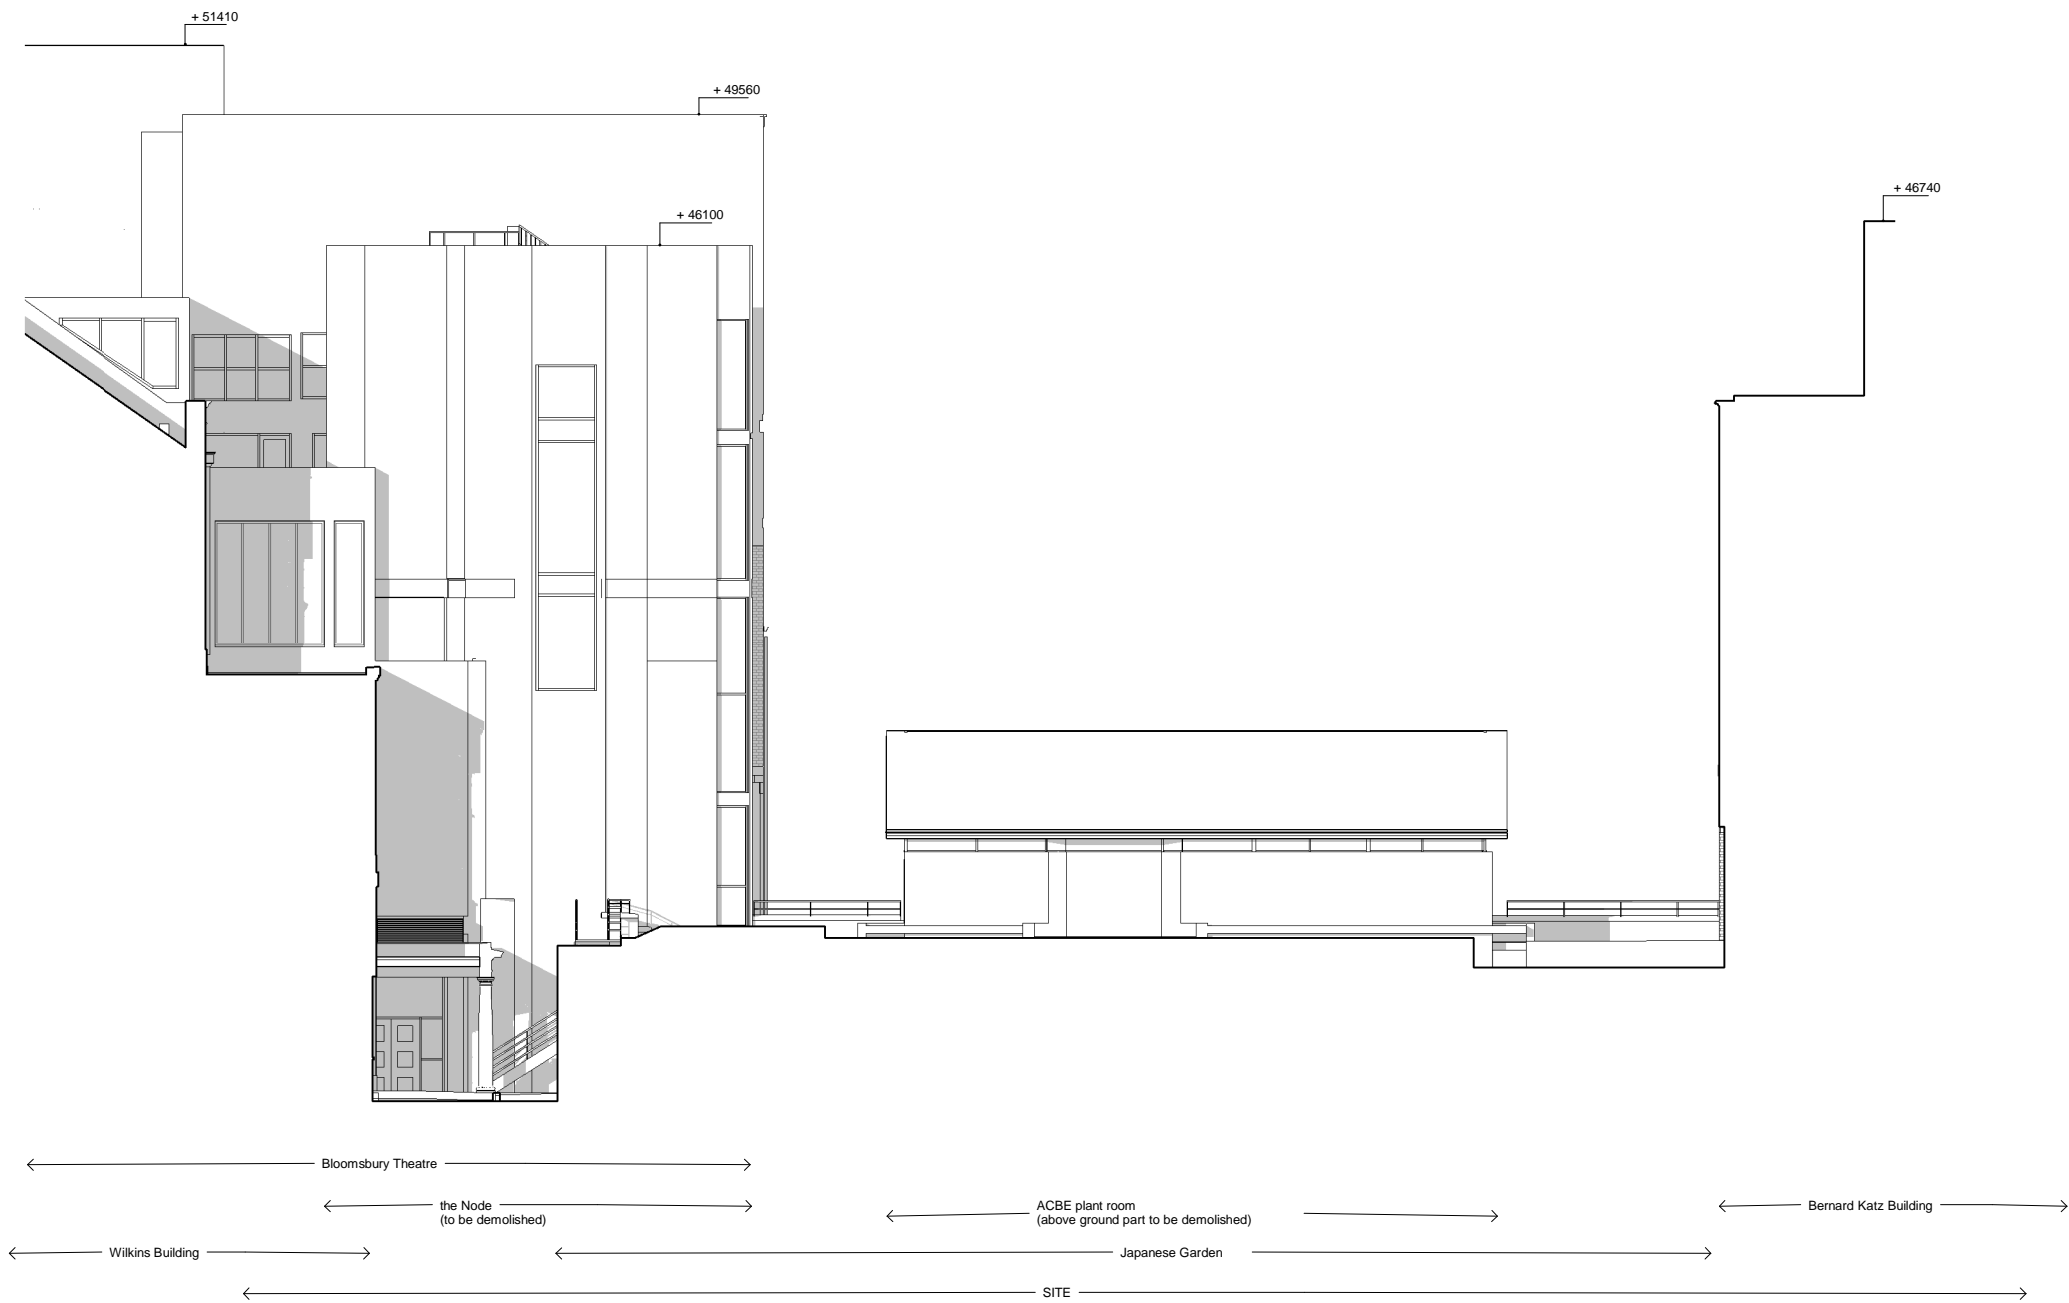 + 51410
+ 49560
+ 46740
+ 46100
Bloomsbury Theatre
the Node
(to be demolished)
ACBE plant room
(above ground part to be demolished)
Bernard Katz Building
Wilkins Building
Japanese Garden
SITE